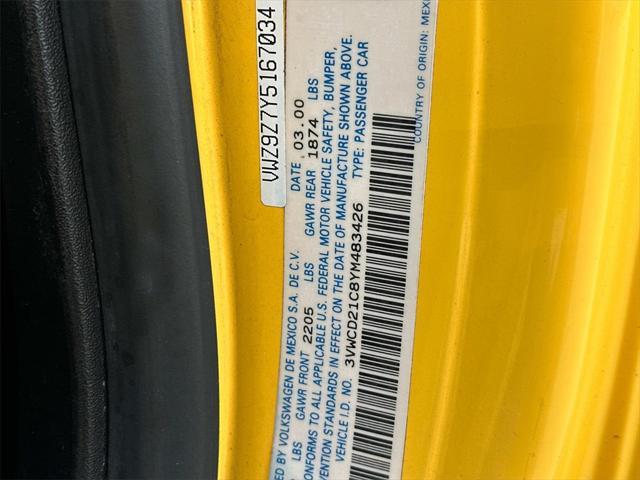 VWZ9Z7Y5167034
ED BY VOLKSWAGEN DE MEXICO S.A. DE C.V. DATE 03.00
LBS GAWR FRONT 2205 LBS GAWR REAR 1874 LBS
ONFORMS TO ALL APPLICABLE U.S. FEDERAL MOTOR VEHICLE SAFETY, BUMPER,
VENTION STANDARDS IN EFFECT ON THE DATE OF MANUFACTURE SHOWN ABOVE.
VEHICLE I.D. NO. 3VWCD21C8YM483426 TYPE: PASSENGER CAR
COUNTRY OF ORIGIN: MEXI